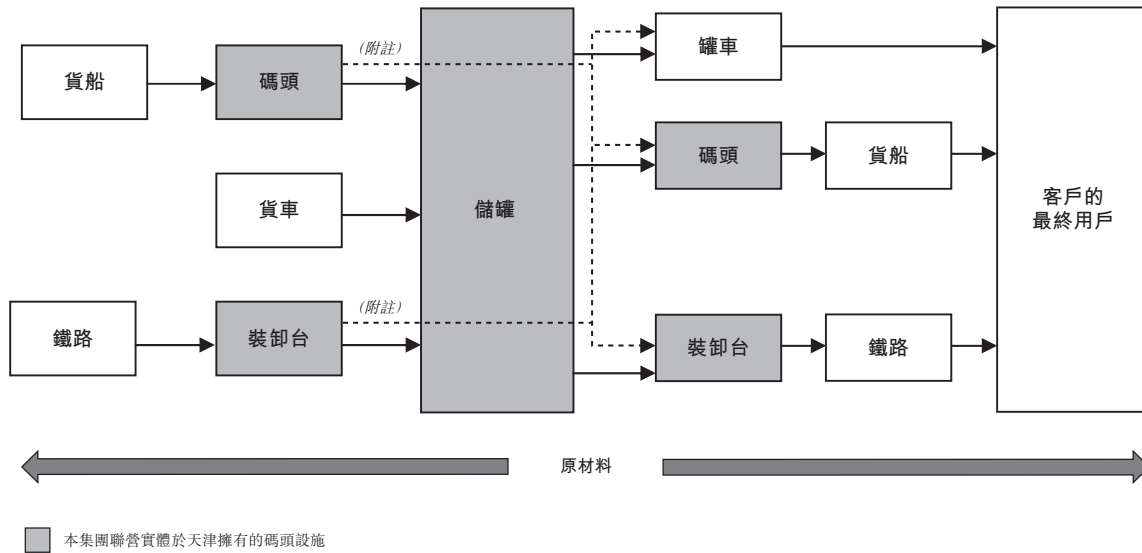 (附註)
罐車
貨船
碼頭
碼頭
貨船
貨車
儲罐
客戶的
最終用戶
(附註)
鐵路
裝卸台
裝卸台
鐵路
原材料
本集團聯營實體於天津擁有的碼頭設施